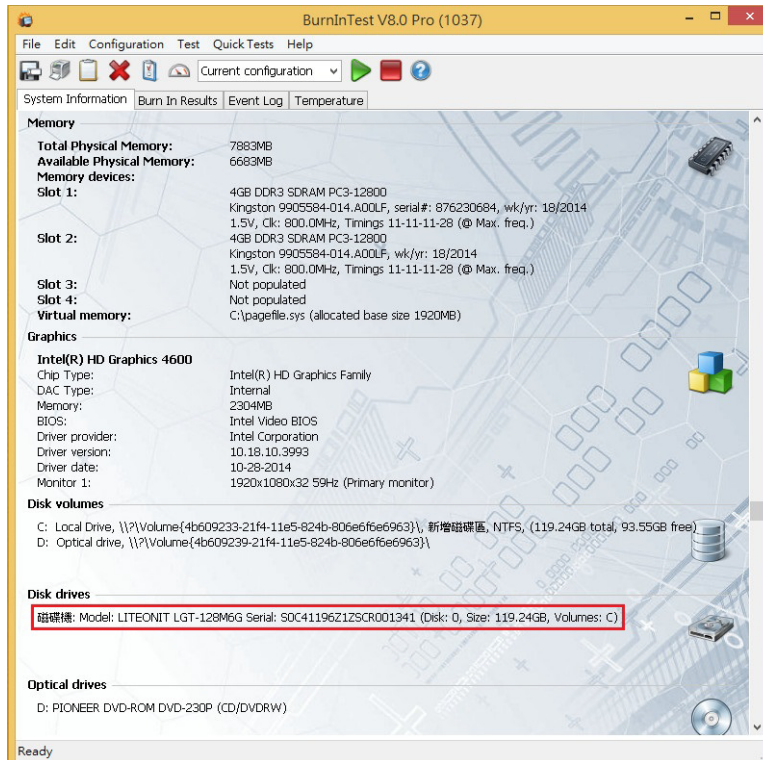 BurnInTest V8.0 Pro (1037)
File Edit Configuration Test QuickTests Help
Current configuration
System Information Burn In Results Event Log Temperature
Memory
Total Physical Memory: 7883MB
Available Physical Memory: 6683MB
Memory devices:
Slot 1: 4GB DDR3 SDRAM PC3-12800
Kingston 9905584-014.A00LF, serial#: 876230684, wk/yr: 18/2014
1.5V, Clk: 800.0MHz, Timings 11-11-11-28 (@ Max. freq.)
Slot 2: 4GB DDR3 SDRAM PC3-12800
Kingston 9905584-014.A00LF, wk/yr: 18/2014
1.5V, Clk: 800.0MHz, Timings 11-11-11-28 (@ Max. freq.)
Slot 3: Not populated
Slot 4: Not populated
Virtual memory: C:\pagefile.sys (allocated base size 1920MB)
Graphics
Intel(R) HD Graphics 4600
Chip Type: Intel(R) HD Graphics Family
DAC Type: Internal
Memory: 2304MB
BIOS: Intel Video BIOS
Driver provider: Intel Corporation
Driver version: 10.18.10.3993
Driver date: 10-28-2014
Monitor 1: 1920x1080x32 59Hz (Primary monitor)
Disk volumes
C: Local Drive, \\?\Volume{4b609233-21f4-11e5-824b-806e6f6e6963}\, 新增磁碟區, NTFS, (119.24GB total, 93.55GB free)
D: Optical drive, \\?\Volume{4b609239-21f4-11e5-824b-806e6f6e6963}\
Disk drives
磁碟機: Model: LITEONIT LGT-128M6G Serial: S0C41196Z1ZSCR001341 (Disk: 0, Size: 119.24GB, Volumes: C)
Optical drives
D: PIONEER DVD-ROM DVD-230P (CD/DVDRW)
Ready